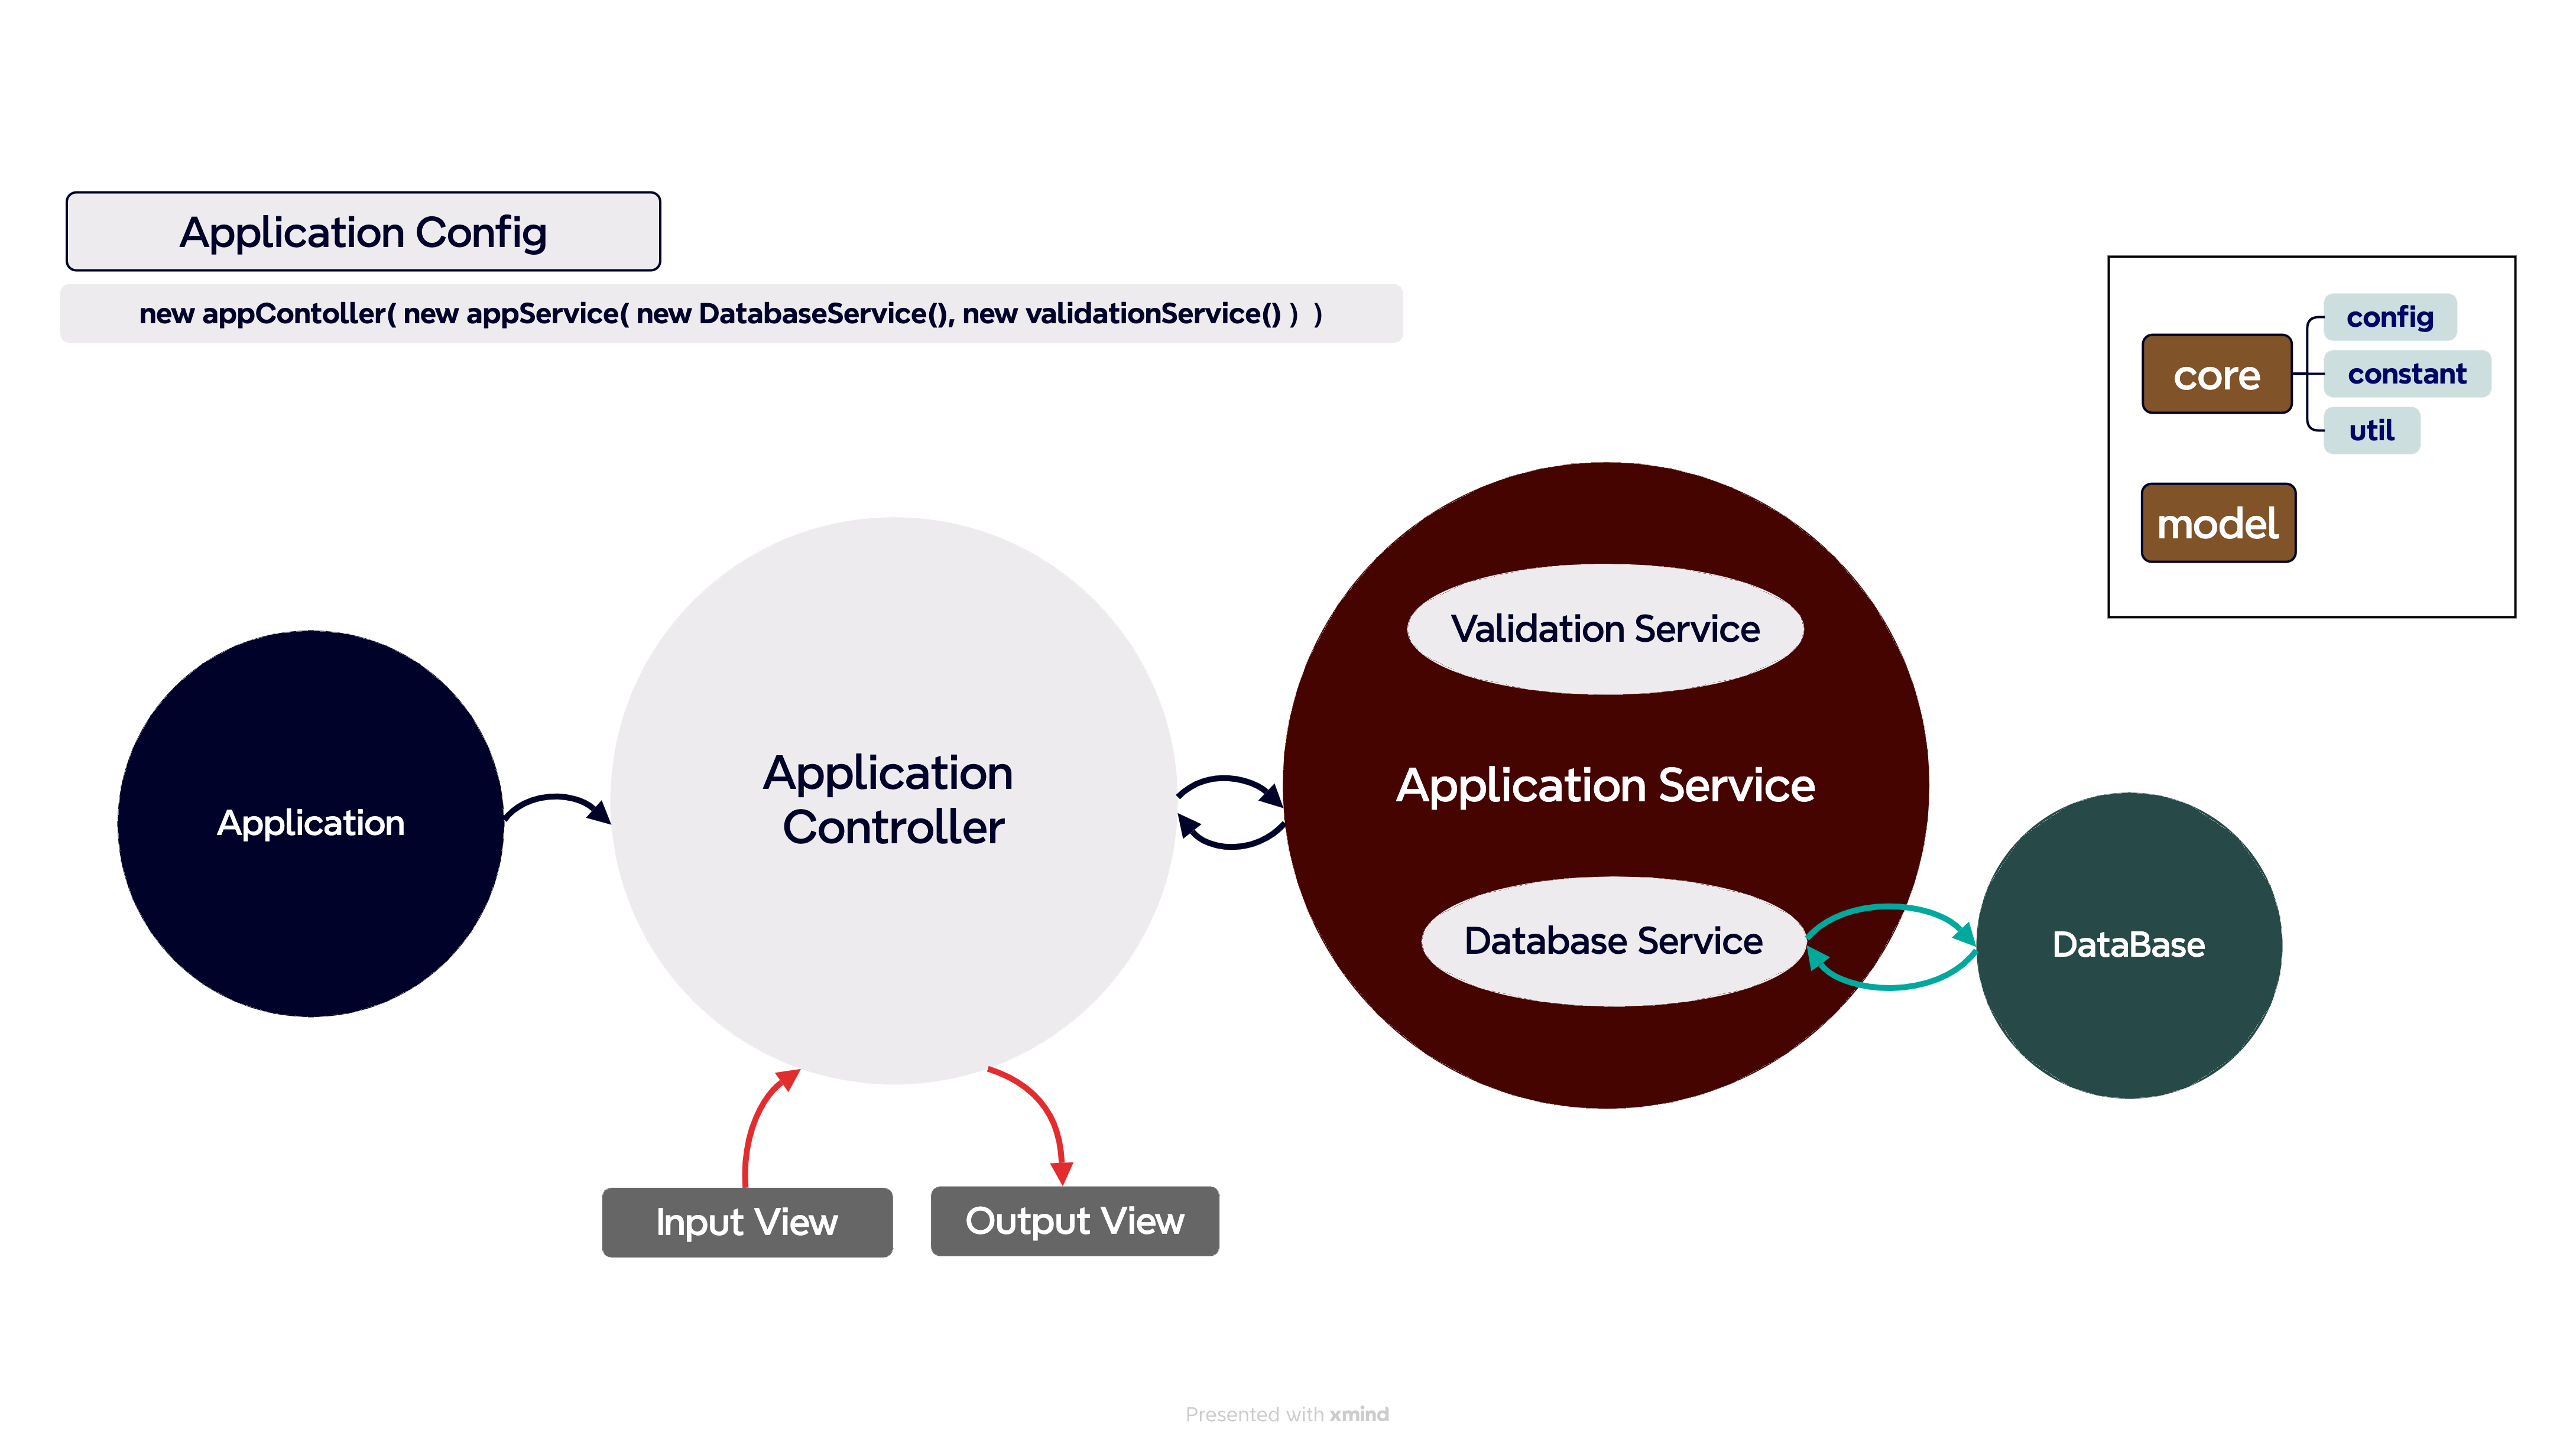 Application Config
new appContoller( new appService( new DatabaseService(), new validationService() ) )
core
config
constant
util
model
Application
Application
Controller
Validation Service
Application Service
Database Service
DataBase
Input View
Output View
Presented with xmind